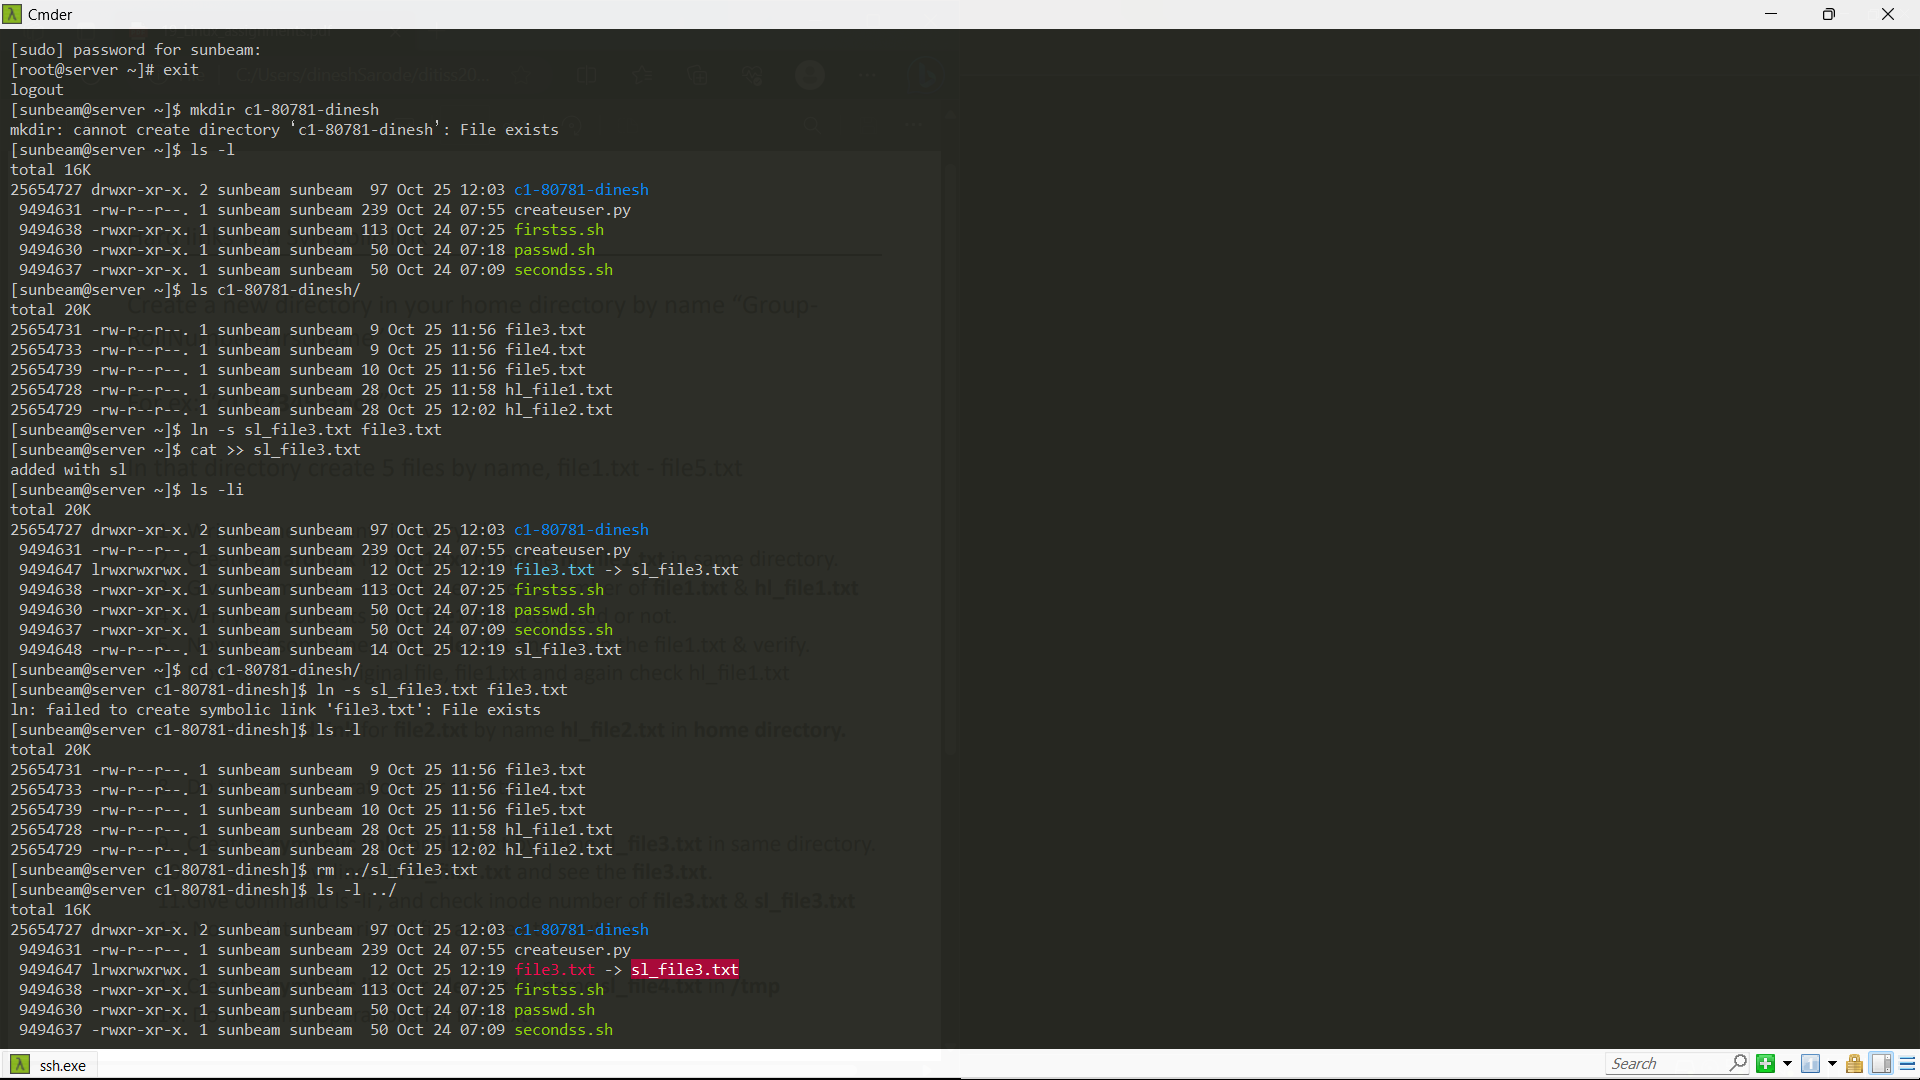 Cmder
[sudo] password for sunbeam:
[root@server ~]# exit
logout
[sunbeam@server ~]$ mkdir c1-80781-dinesh
mkdir: cannot create directory ‘c1-80781-dinesh’: File exists
[sunbeam@server ~]$ ls -l
total 16K
25654727 drwxr-xr-x. 2 sunbeam sunbeam  97 Oct 25 12:03 c1-80781-dinesh
 9494631 -rw-r--r--. 1 sunbeam sunbeam 239 Oct 24 07:55 createuser.py
 9494638 -rwxr-xr-x. 1 sunbeam sunbeam 113 Oct 24 07:25 firstss.sh
 9494630 -rwxr-xr-x. 1 sunbeam sunbeam  50 Oct 24 07:18 passwd.sh
 9494637 -rwxr-xr-x. 1 sunbeam sunbeam  50 Oct 24 07:09 secondss.sh
[sunbeam@server ~]$ ls c1-80781-dinesh/
total 20K
25654731 -rw-r--r--. 1 sunbeam sunbeam  9 Oct 25 11:56 file3.txt
25654733 -rw-r--r--. 1 sunbeam sunbeam  9 Oct 25 11:56 file4.txt
25654739 -rw-r--r--. 1 sunbeam sunbeam 10 Oct 25 11:56 file5.txt
25654728 -rw-r--r--. 1 sunbeam sunbeam 28 Oct 25 11:58 hl_file1.txt
25654729 -rw-r--r--. 1 sunbeam sunbeam 28 Oct 25 12:02 hl_file2.txt
[sunbeam@server ~]$ ln -s sl_file3.txt file3.txt
[sunbeam@server ~]$ cat >> sl_file3.txt
added with sl
[sunbeam@server ~]$ ls -li
total 20K
25654727 drwxr-xr-x. 2 sunbeam sunbeam  97 Oct 25 12:03 c1-80781-dinesh
 9494631 -rw-r--r--. 1 sunbeam sunbeam 239 Oct 24 07:55 createuser.py
 9494647 lrwxrwxrwx. 1 sunbeam sunbeam  12 Oct 25 12:19 file3.txt -> sl_file3.txt
 9494638 -rwxr-xr-x. 1 sunbeam sunbeam 113 Oct 24 07:25 firstss.sh
 9494630 -rwxr-xr-x. 1 sunbeam sunbeam  50 Oct 24 07:18 passwd.sh
 9494637 -rwxr-xr-x. 1 sunbeam sunbeam  50 Oct 24 07:09 secondss.sh
 9494648 -rw-r--r--. 1 sunbeam sunbeam  14 Oct 25 12:19 sl_file3.txt
[sunbeam@server ~]$ cd c1-80781-dinesh/
[sunbeam@server c1-80781-dinesh]$ ln -s sl_file3.txt file3.txt
ln: failed to create symbolic link 'file3.txt': File exists
[sunbeam@server c1-80781-dinesh]$ ls -l
total 20K
25654731 -rw-r--r--. 1 sunbeam sunbeam  9 Oct 25 11:56 file3.txt
25654733 -rw-r--r--. 1 sunbeam sunbeam  9 Oct 25 11:56 file4.txt
25654739 -rw-r--r--. 1 sunbeam sunbeam 10 Oct 25 11:56 file5.txt
25654728 -rw-r--r--. 1 sunbeam sunbeam 28 Oct 25 11:58 hl_file1.txt
25654729 -rw-r--r--. 1 sunbeam sunbeam 28 Oct 25 12:02 hl_file2.txt
[sunbeam@server c1-80781-dinesh]$ rm ../sl_file3.txt
[sunbeam@server c1-80781-dinesh]$ ls -l ../
total 16K
25654727 drwxr-xr-x. 2 sunbeam sunbeam  97 Oct 25 12:03 c1-80781-dinesh
 9494631 -rw-r--r--. 1 sunbeam sunbeam 239 Oct 24 07:55 createuser.py
 9494647 lrwxrwxrwx. 1 sunbeam sunbeam  12 Oct 25 12:19 file3.txt -> sl_file3.txt
 9494638 -rwxr-xr-x. 1 sunbeam sunbeam 113 Oct 24 07:25 firstss.sh
 9494630 -rwxr-xr-x. 1 sunbeam sunbeam  50 Oct 24 07:18 passwd.sh
 9494637 -rwxr-xr-x. 1 sunbeam sunbeam  50 Oct 24 07:09 secondss.sh
ssh.exe
Search